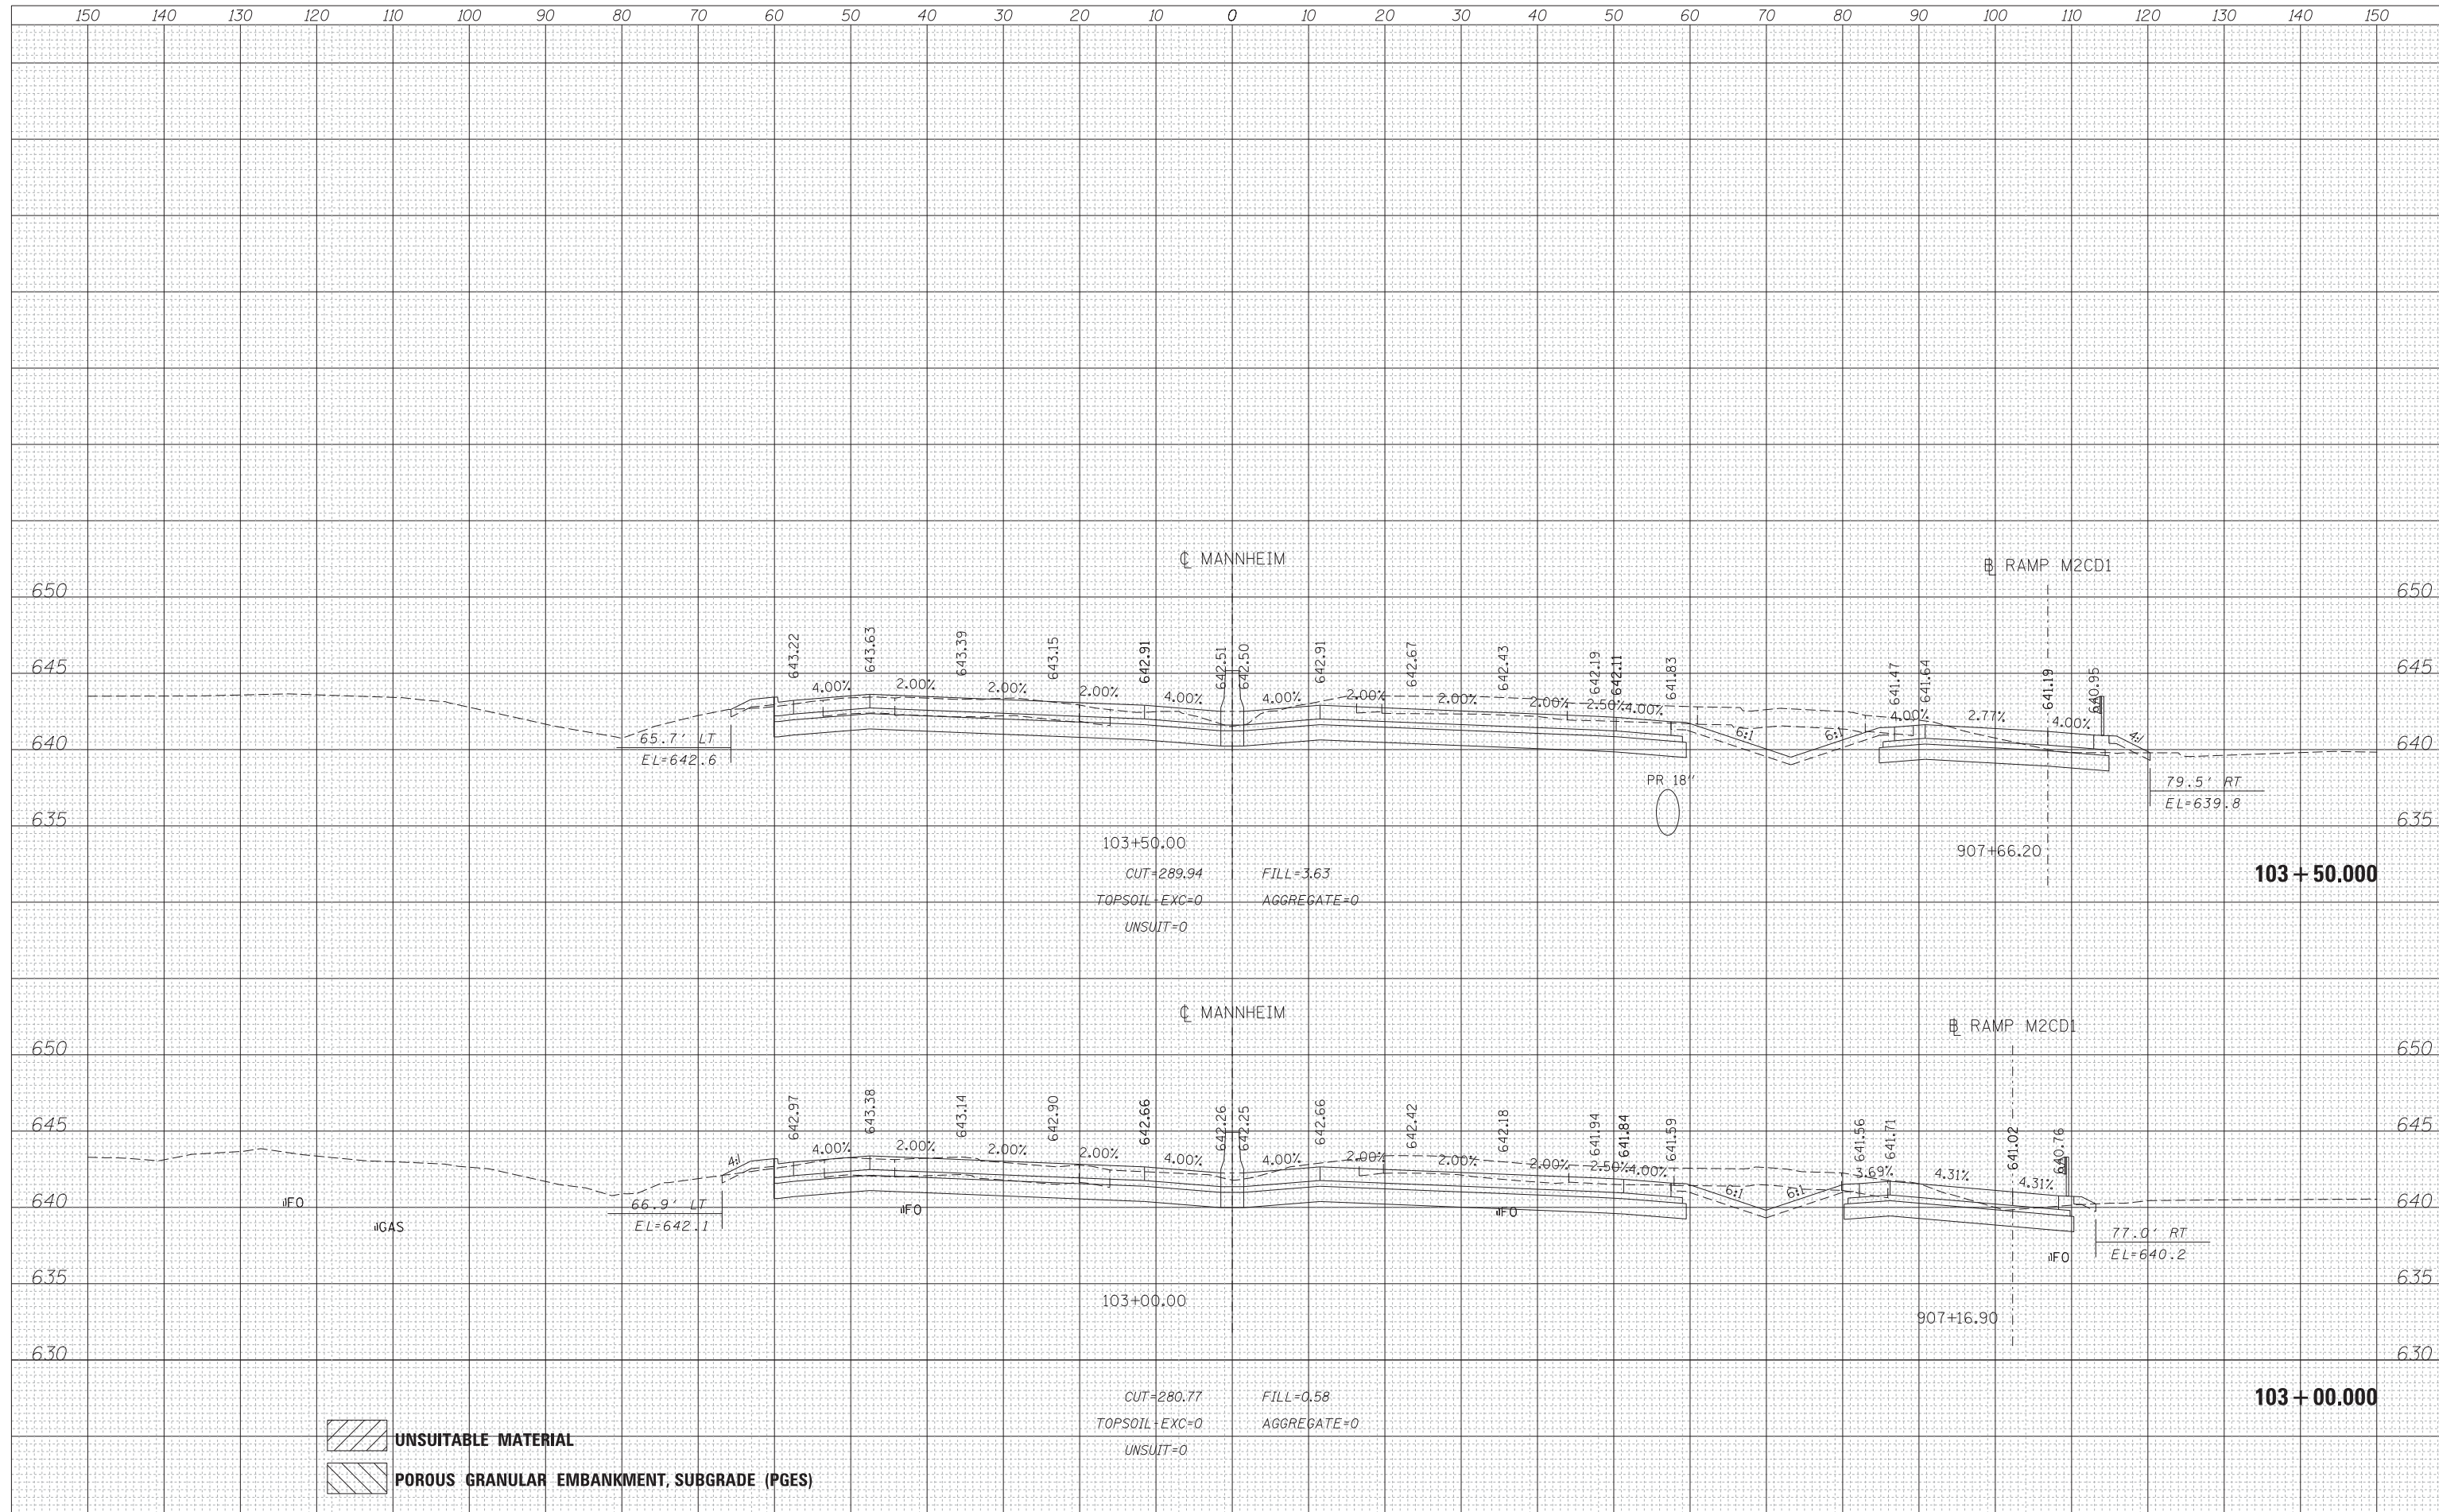 150 140 130 120 110 100 90 80 70 60 50 40 30 20 10 0 10 20 30 40 50 60 70 80 90 100 110 120 130 140 150
℄ MANNHEIM
B RAMP M2CD1
650 650
643.22 643.63 643.39 643.15 642.91 642.51 642.50 642.91 642.67 642.43 642.19 642.11 641.83 641.47 641.64 641.19 640.95
645 645
4.00% 2.00% 2.00% 2.00% 4.00% 4.00% 2.00% 2.00% 2.00% 2.50% 4.00% 6:1 6:1 4.00% 2.77% 4.00% 4:1
640 640
65.7' LT
EL=642.6
PR 18"
79.5' RT
EL=639.8
635 635
103+50.00
907+66.20
103+50.000
CUT=289.94 FILL=3.63
TOPSOIL-EXC=0 AGGREGATE=0
UNSUIT=0
℄ MANNHEIM
B RAMP M2CD1
650 650
642.97 643.38 643.14 642.90 642.66 642.26 642.25 642.66 642.42 642.18 641.94 641.84 641.59 641.56 641.71 641.02 640.76
645 645
4:1 4.00% 2.00% 2.00% 2.00% 4.00% 4.00% 2.00% 2.00% 2.00% 2.50% 4.00% 6:1 6:1 3.69% 4.31% 4.31%
640 640
FO FO FO
66.9' LT
EL=642.1
GAS
77.0' RT
EL=640.2
FO
635 635
103+00.00
907+16.90
630 630
103+00.000
CUT=280.77 FILL=0.58
TOPSOIL-EXC=0 AGGREGATE=0
UNSUIT=0
UNSUITABLE MATERIAL
POROUS GRANULAR EMBANKMENT, SUBGRADE (PGES)